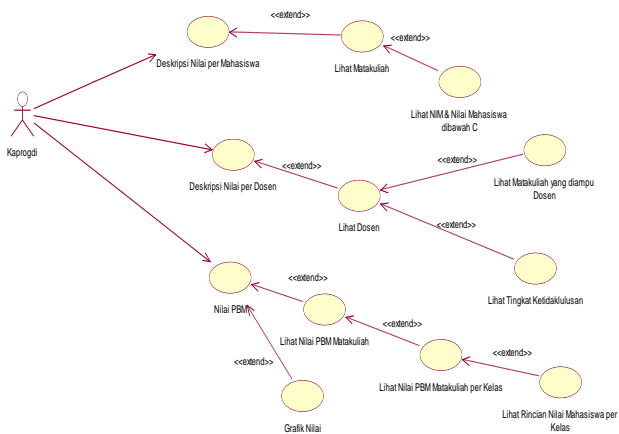 <<extend>>
Deskripsi Nilai per Mahasiswa
<<extend>>
Lihat Matakuliah
Lihat NIM & Nilai Mahasiswa
dibawah C
Kaprogdi
<<extend>>
Deskripsi Nilai per Dosen
<<extend>>
Lihat Matakuliah yang diampu
Dosen
Lihat Dosen
<<extend>>
Lihat Tingkat Ketidaklulusan
Nilai PBM
<<extend>>
Lihat Nilai PBM Matakuliah
<<extend>>
Lihat Nilai PBM Matakuliah per Kelas
<<extend>>
Lihat Rincian Nilai Mahasiswa per
Kelas
<<extend>>
Grafik Nilai